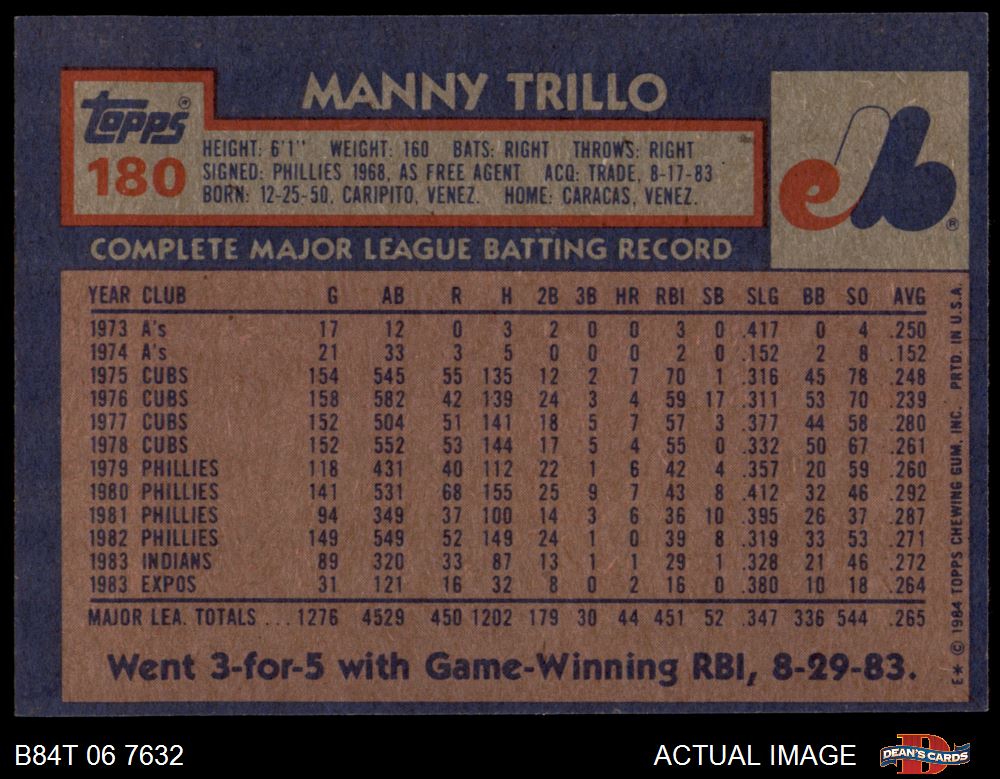 MANNY TRILLO
Topps®
180
HEIGHT: 6'1" WEIGHT: 160 BATS: RIGHT THROWS: RIGHT
SIGNED: PHILLIES 1968, AS FREE AGENT ACQ: TRADE, 8-17-83
BORN: 12-25-50, CARIPITO, VENEZ. HOME: CARACAS, VENEZ.
eb®
COMPLETE MAJOR LEAGUE BATTING RECORD
YEAR CLUB G AB R H 2B 3B HR RBI SB SLG BB SO AVG
1973 A's 17 12 0 3 2 0 0 3 0 .417 0 4 .250
1974 A's 21 33 3 5 0 0 0 2 0 .152 2 8 .152
1975 CUBS 154 545 55 135 12 2 7 70 1 .316 45 78 .248
1976 CUBS 158 582 42 139 24 3 4 59 17 .311 53 70 .239
1977 CUBS 152 504 51 141 18 5 7 57 3 .377 44 58 .280
1978 CUBS 152 552 53 144 17 5 4 55 0 .332 50 67 .261
1979 PHILLIES 118 431 40 112 22 1 6 42 4 .357 20 59 .260
1980 PHILLIES 141 531 68 155 25 9 7 43 8 .412 32 46 .292
1981 PHILLIES 94 349 37 100 14 3 6 36 10 .395 26 37 .287
1982 PHILLIES 149 549 52 149 24 1 0 39 8 .319 33 53 .271
1983 INDIANS 89 320 33 87 13 1 1 29 1 .328 21 46 .272
1983 EXPOS 31 121 16 32 8 0 2 16 0 .380 10 18 .264
MAJOR LEA. TOTALS ... 1276 4529 450 1202 179 30 44 451 52 .347 336 544 .265
Went 3-for-5 with Game-Winning RBI, 8-29-83.
E* © 1984 TOPPS CHEWING GUM, INC. PRTD. IN U.S.A.
B84T 06 7632
ACTUAL IMAGE
DEAN'S CARDS